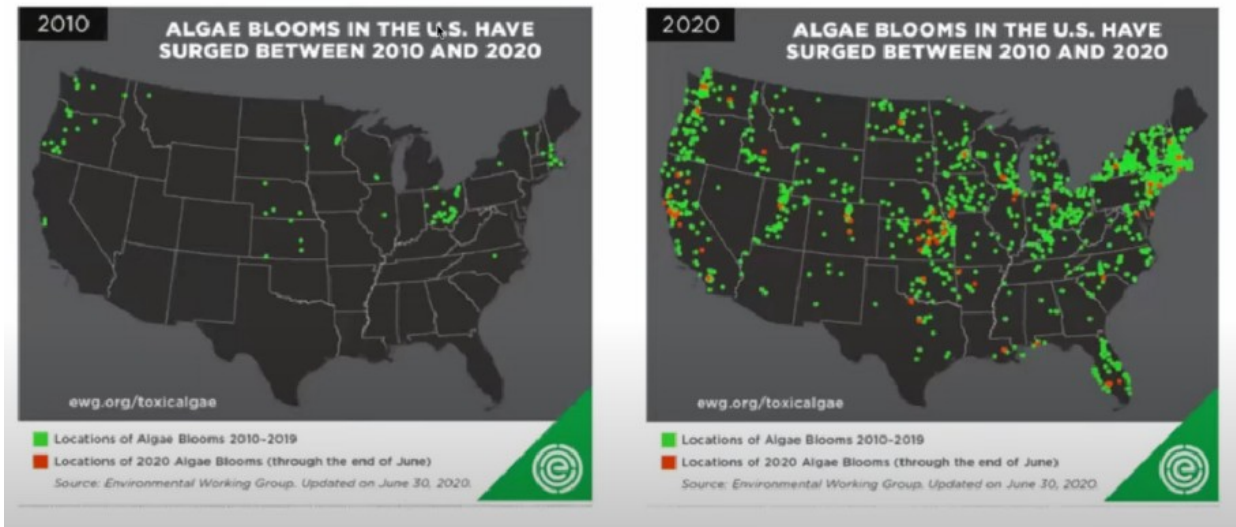 2010
ALGAE BLOOMS IN THE U.S. HAVE
SURGED BETWEEN 2010 AND 2020
ewg.org/toxicalgae
Locations of Algae Blooms 2010–2019
Locations of 2020 Algae Blooms (through the end of June)
Source: Environmental Working Group. Updated on June 30, 2020.
e
2020
ALGAE BLOOMS IN THE U.S. HAVE
SURGED BETWEEN 2010 AND 2020
ewg.org/toxicalgae
Locations of Algae Blooms 2010–2019
Locations of 2020 Algae Blooms (through the end of June)
Source: Environmental Working Group. Updated on June 30, 2020.
e